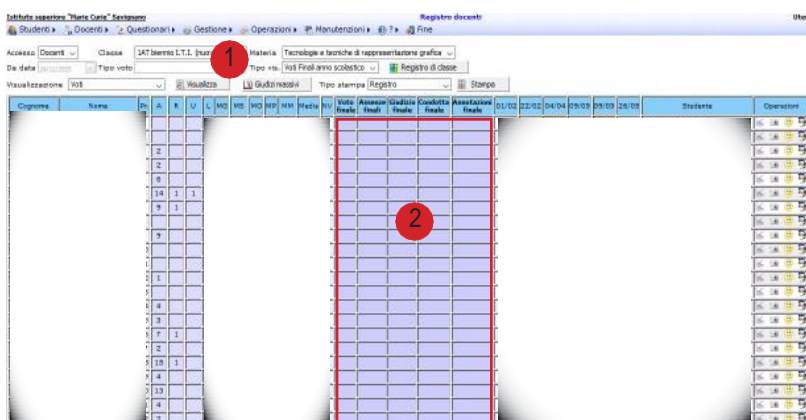 Istituto superiore "Marie Curie" Savignano Registro docenti Ute
Studenti Docenti Questionari Gestione Operazioni Manutenzioni ? Fine
Accesso Docenti Classe 1AT biennio I.T.I. 1 Materia Tecnologie e tecniche di rappresentazione grafica
Da data Tipo voto Tipo vis. Voti Finali anno scolastico Registro di classe
Visualizzazione Voti Visualizza Giudizi massivi Tipo stampa Registro Stampa
Cognome Nome A R U L MO MS MO MP MM Media NV Voto finale Assenze finali Giudizio finale Condotta finale Annotazioni finale 01/02 22/02 04/04 09/05 26/05 Studente Operazioni
2
2
6
14 1 1
9 1
2
9
1
4
3
7 1
2
15 1
4
13
4
2